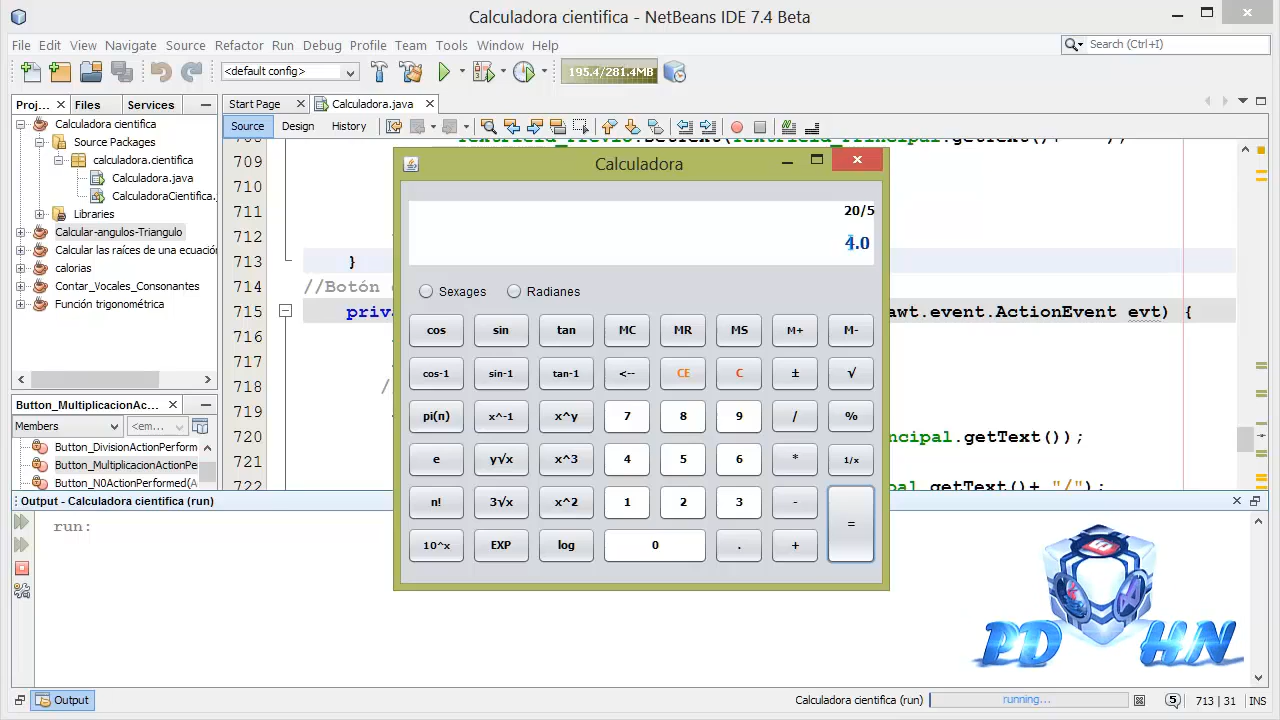 Calculadora cientifica - NetBeans IDE 7.4 Beta
File Edit View Navigate Source Refactor Run Debug Profile Team Tools Window Help
Search (Ctrl+I)
<default config>
195.4/281.4MB
Proj... Files Services
Start Page Calculadora.java
Source Design History
Calculadora cientifica
Source Packages
calculadora.cientifica
Calculadora.java
CalculadoraCientifica.
Libraries
Calcular-angulos-Triangulo
Calcular las raíces de una ecuació
calorias
Contar_Vocales_Consonantes
Función trigonométrica
709
710
711
712
713 }
714 //Botón
715 priv awt.event.ActionEvent evt) {
716
717
718 /
719
720 ncipal.getText());
721
722 pal.getText()+ "/");
Calculadora
20/5
4.0
Sexages Radianes
cos sin tan MC MR MS M+ M-
cos-1 sin-1 tan-1 <-- CE C ± √
pi(π) x^-1 x^y 7 8 9 / %
e y√x x^3 4 5 6 * 1/x
n! 3√x x^2 1 2 3 - =
10^x EXP log 0 . +
Button_MultiplicacionAc...
Members <em...
Button_DivisionActionPerform
Button_MultiplicacionActionPe
Button_N0ActionPerformed(A
Output - Calculadora cientifica (run)
run:
PD HN
Output
Calculadora cientifica (run) running... 5 713 | 31 INS